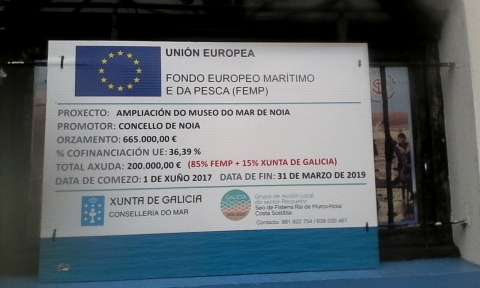 UNIÓN EUROPEA
FONDO EUROPEO MARÍTIMO
E DA PESCA (FEMP)
PROXECTO: AMPLIACIÓN DO MUSEO DO MAR DE NOIA
PROMOTOR: CONCELLO DE NOIA
ORZAMENTO: 665.000,00 €
% COFINANCIACIÓN UE: 36,39 %
TOTAL AXUDA: 200.000,00 € (85% FEMP + 15% XUNTA DE GALICIA)
DATA DE COMEZO: 1 DE XUÑO 2017 DATA DE FIN: 31 DE MARZO DE 2019
XUNTA DE GALICIA
CONSELLERÍA DO MAR
GALICIA
Grupo de Acción Local
do sector Pesqueiro
Seo de Fisterra Ría de Muros-Noia
Costa Sostible
Contacto: 981 822 754 |